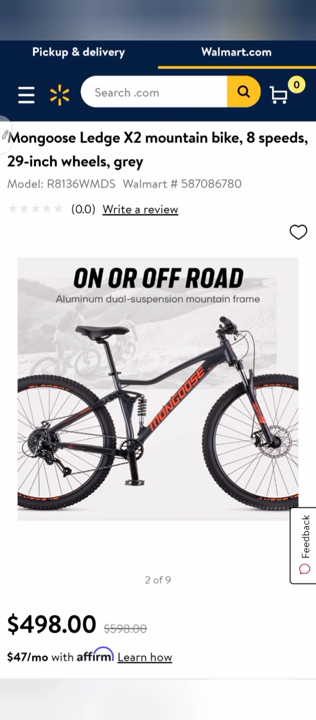 Pickup & delivery
Walmart.com
Search .com
0
Mongoose Ledge X2 mountain bike, 8 speeds,
29-inch wheels, grey
Model: R8136WMDS Walmart # 587086780
(0.0) Write a review
ON OR OFF ROAD
Aluminum dual-suspension mountain frame
MONGOOSE
Feedback
2 of 9
$498.00 $598.00
$47/mo with affirm Learn how